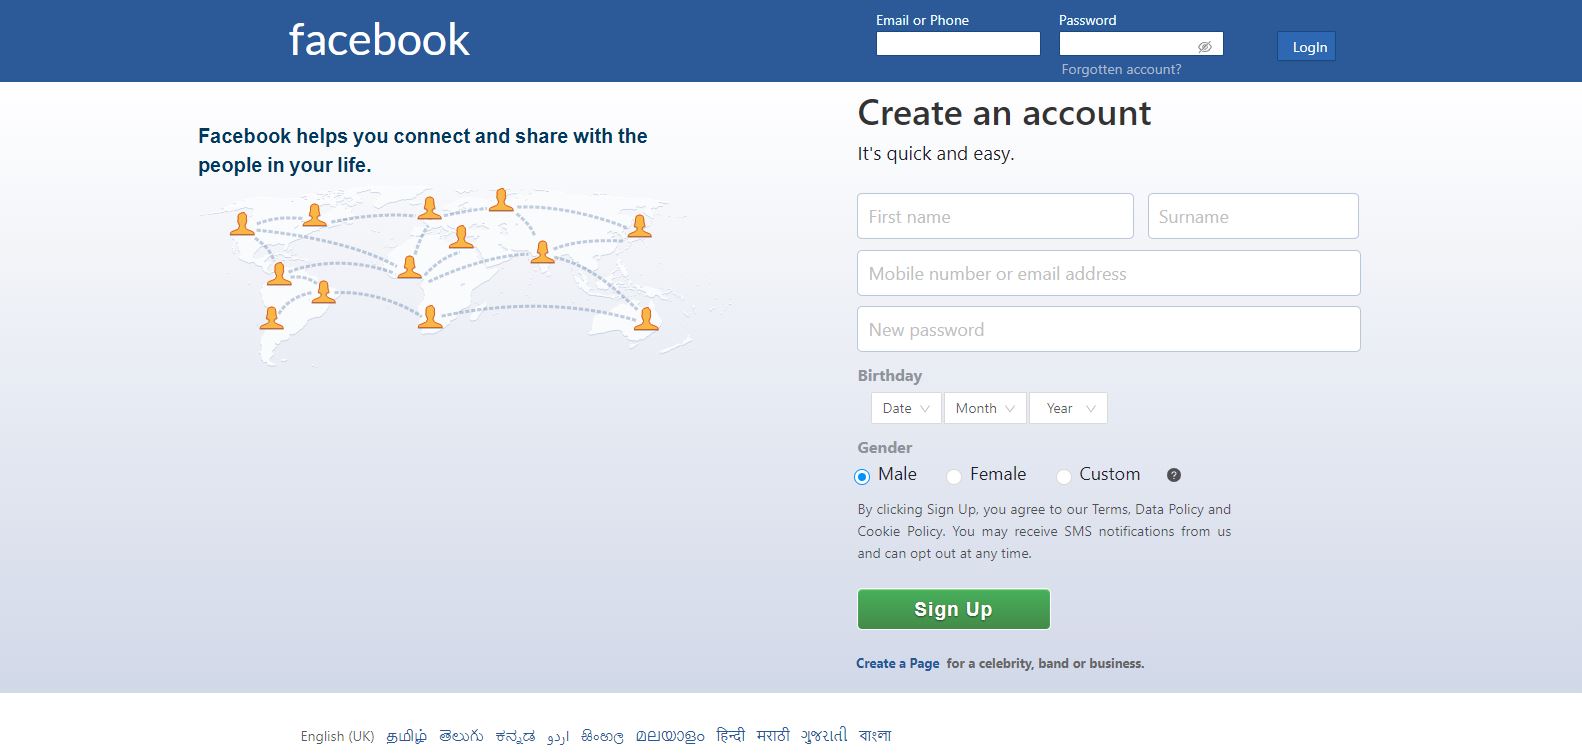 facebook
Email or Phone
Password
LogIn
Forgotten account?
Facebook helps you connect and share with the
people in your life.
Create an account
It's quick and easy.
First name
Surname
Mobile number or email address
New password
Birthday
Date
Month
Year
Gender
Male
Female
Custom
?
By clicking Sign Up, you agree to our Terms, Data Policy and
Cookie Policy. You may receive SMS notifications from us
and can opt out at any time.
Sign Up
Create a Page for a celebrity, band or business.
English (UK) தமிழ் తెలుగు ಕನ್ನಡ اردو සිංහල മലയാളം हिन्दी मराठी ગુજરાતી বাংলা